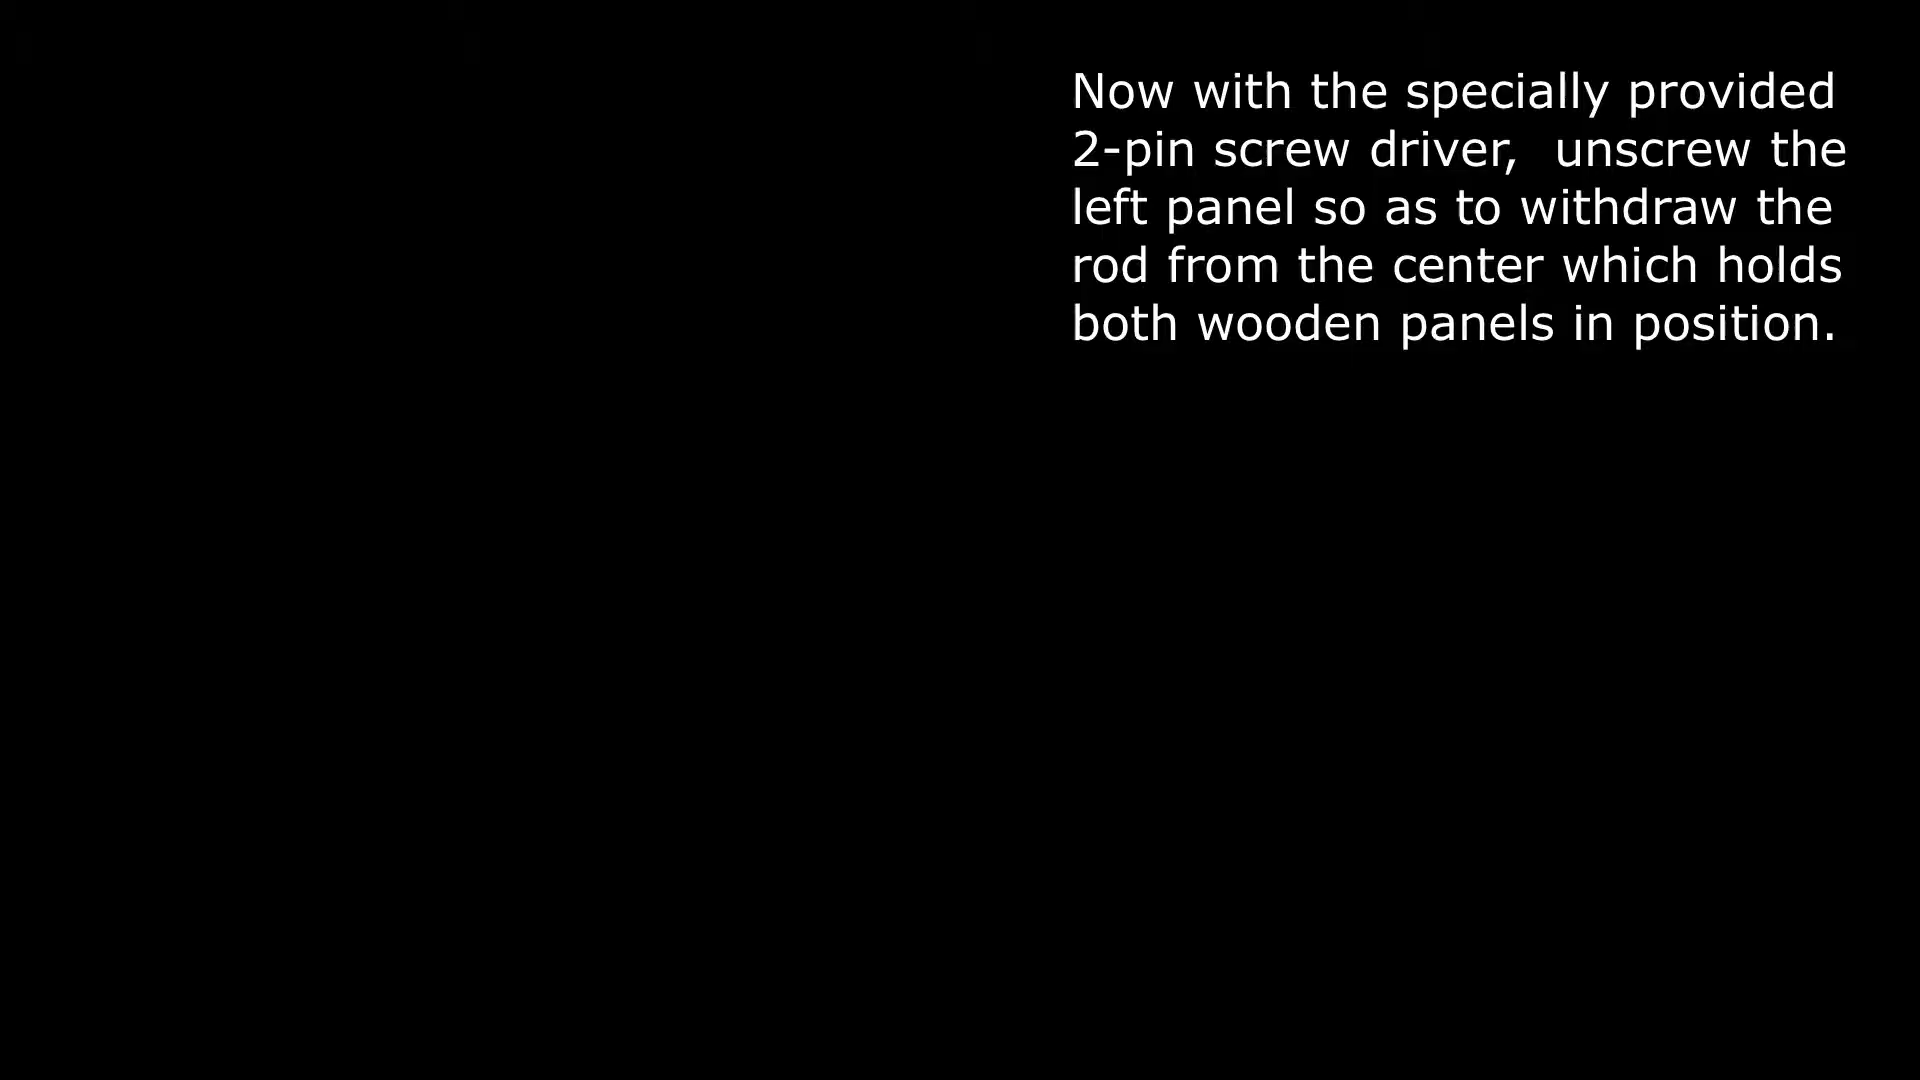 Now with the specially provided
2-pin screw driver,  unscrew the
left panel so as to withdraw the
rod from the center which holds
both wooden panels in position.